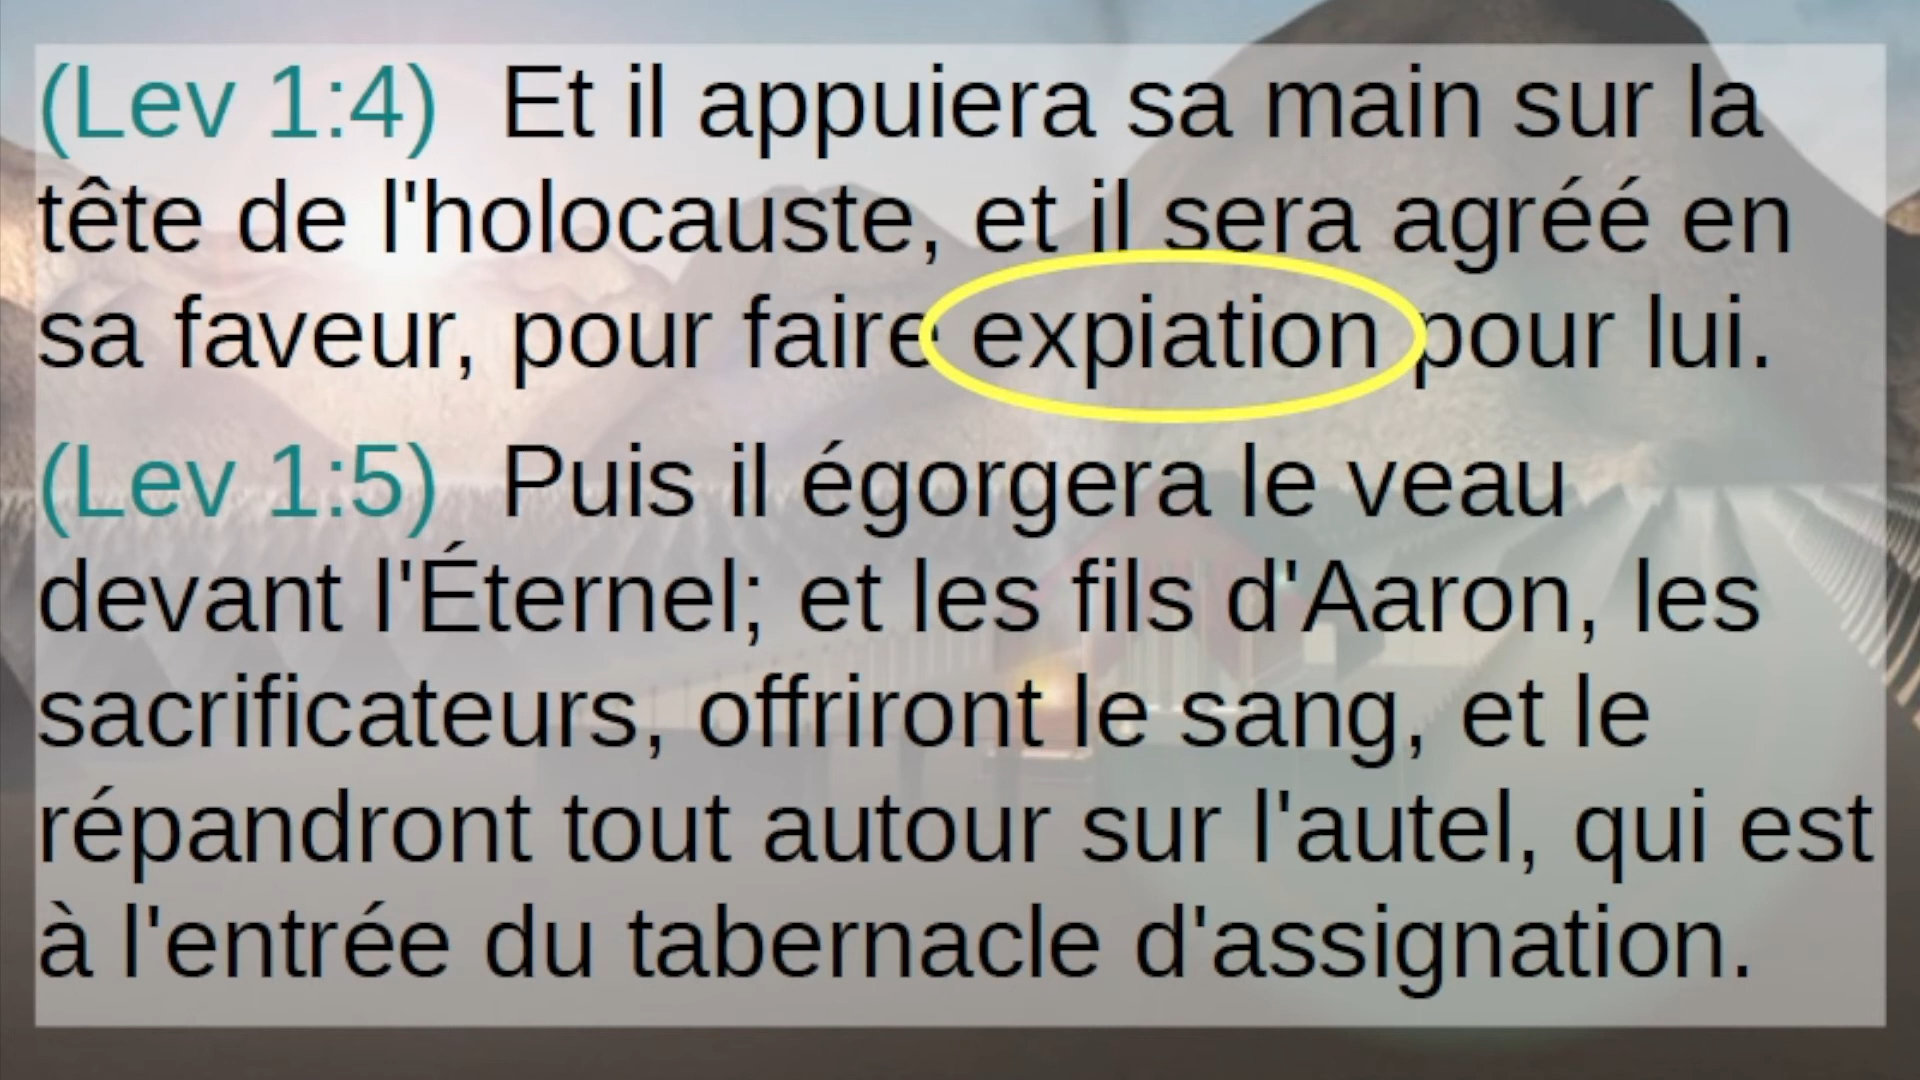 (Lev 1:4) Et il appuiera sa main sur la
tête de l'holocauste, et il sera agréé en
sa faveur, pour faire expiation pour lui.
(Lev 1:5) Puis il égorgera le veau
devant l'Éternel; et les fils d'Aaron, les
sacrificateurs, offriront le sang, et le
répandront tout autour sur l'autel, qui est
à l'entrée du tabernacle d'assignation.